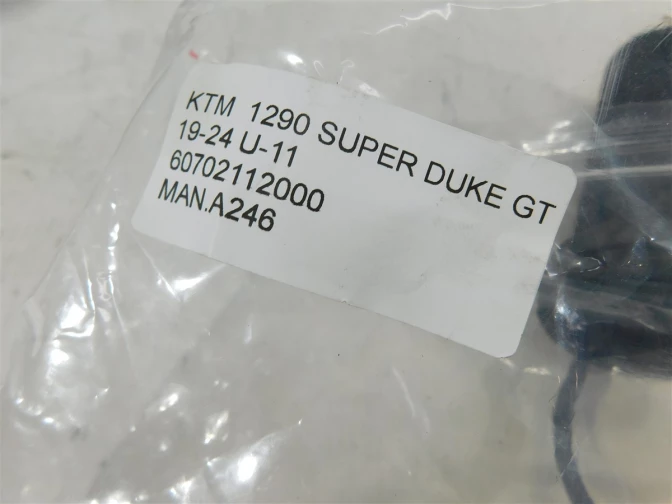 KTM 1290 SUPER DUKE GT
19-24 U-11
60702112000
MAN.A246